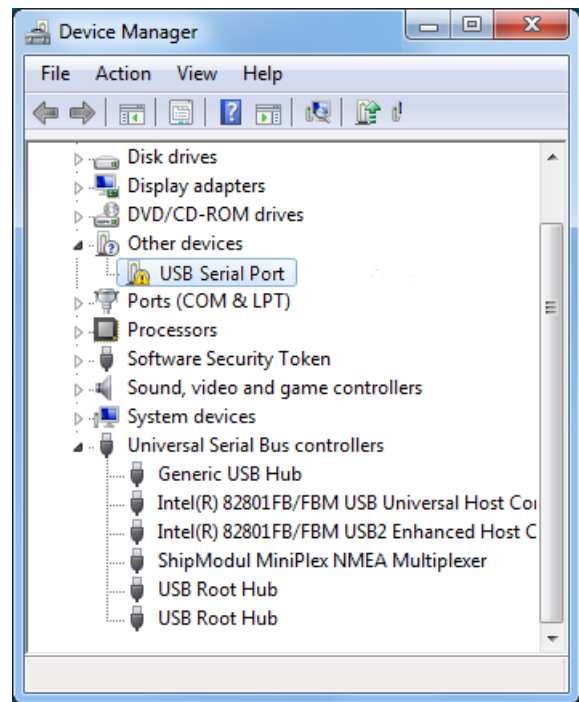 Device Manager
File Action View Help
Disk drives
Display adapters
DVD/CD-ROM drives
Other devices
USB Serial Port
Ports (COM & LPT)
Processors
Software Security Token
Sound, video and game controllers
System devices
Universal Serial Bus controllers
Generic USB Hub
Intel(R) 82801FB/FBM USB Universal Host Co
Intel(R) 82801FB/FBM USB2 Enhanced Host C
ShipModul MiniPlex NMEA Multiplexer
USB Root Hub
USB Root Hub